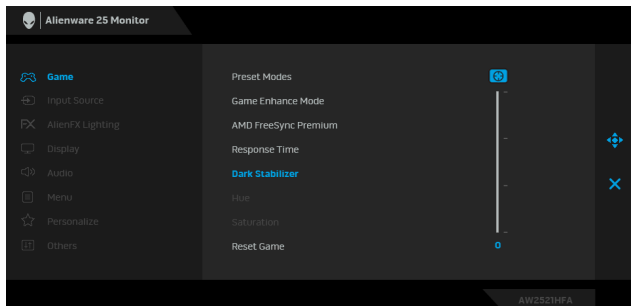 Alienware 25 Monitor
Game
Input Source
AlienFX Lighting
Display
Audio
Menu
Personalize
Others
Preset Modes
Game Enhance Mode
AMD FreeSync Premium
Response Time
Dark Stabilizer
Hue
Saturation
Reset Game
0
AW2521HFA